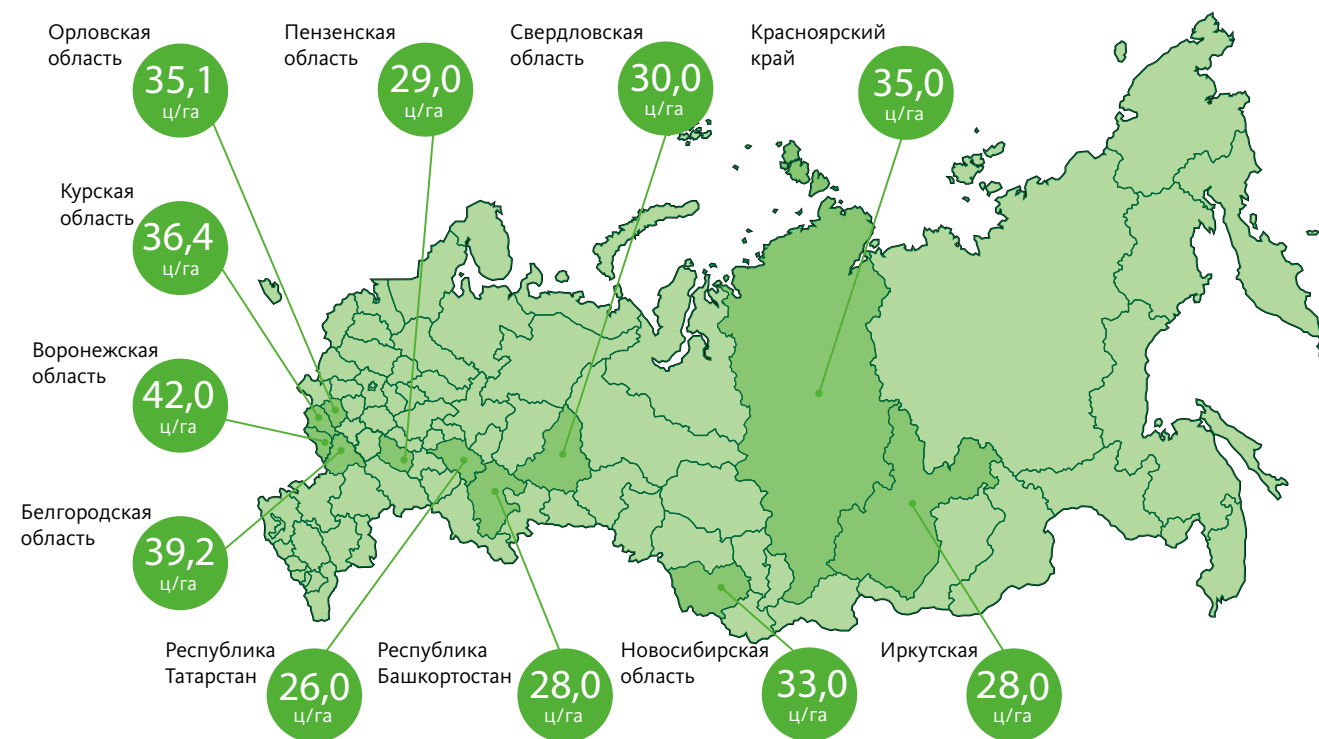 Орловская
область
35,1
ц/га
Пензенская
область
29,0
ц/га
Свердловская
область
30,0
ц/га
Красноярский
край
35,0
ц/га
Курская
область
36,4
ц/га
Воронежская
область
42,0
ц/га
Белгородская
область
39,2
ц/га
Республика
Татарстан
26,0
ц/га
Республика
Башкортостан
28,0
ц/га
Новосибирская
область
33,0
ц/га
Иркутская
28,0
ц/га